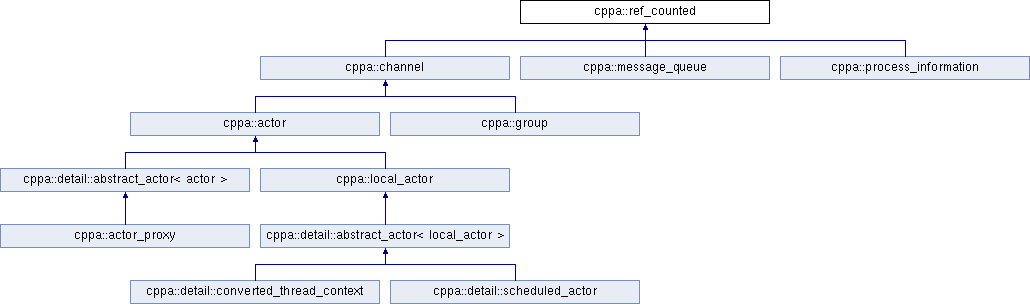 cppa::ref_counted
cppa::channel
cppa::message_queue
cppa::process_information
cppa::actor
cppa::group
cppa::detail::abstract_actor< actor >
cppa::local_actor
cppa::actor_proxy
cppa::detail::abstract_actor< local_actor >
cppa::detail::converted_thread_context
cppa::detail::scheduled_actor